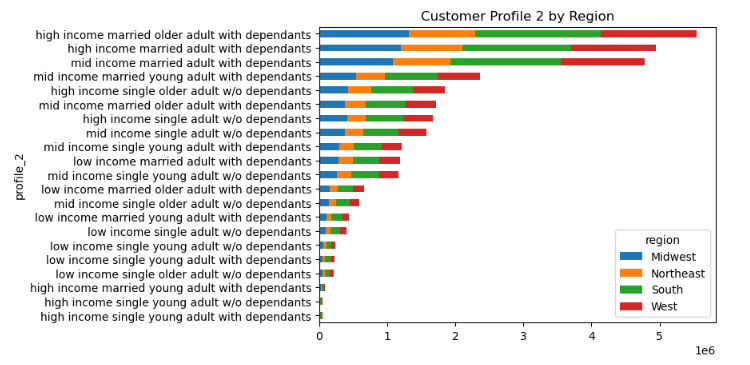 Customer Profile 2 by Region
high income married older adult with dependants
high income married adult with dependants
mid income married adult with dependants
mid income married young adult with dependants
high income single older adult w/o dependants
mid income married older adult with dependants
high income single adult w/o dependants
mid income single adult w/o dependants
mid income single young adult with dependants
low income married adult with dependants
mid income single young adult w/o dependants
low income married older adult with dependants
mid income single older adult w/o dependants
low income married young adult with dependants
low income single adult w/o dependants
low income single young adult w/o dependants
low income single young adult with dependants
low income single older adult w/o dependants
high income married young adult with dependants
high income single young adult w/o dependants
high income single young adult with dependants
profile_2
region
Midwest
Northeast
South
West
0 1 2 3 4 5
1e6